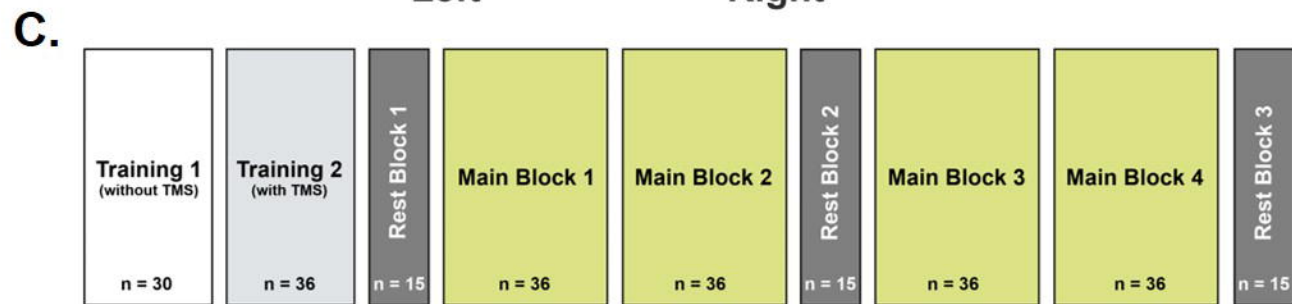 C.
Training 1
(without TMS)
n = 30
Training 2
(with TMS)
n = 36
Rest Block 1
n = 15
Main Block 1
n = 36
Main Block 2
n = 36
Rest Block 2
n = 15
Main Block 3
n = 36
Main Block 4
n = 36
Rest Block 3
n = 15